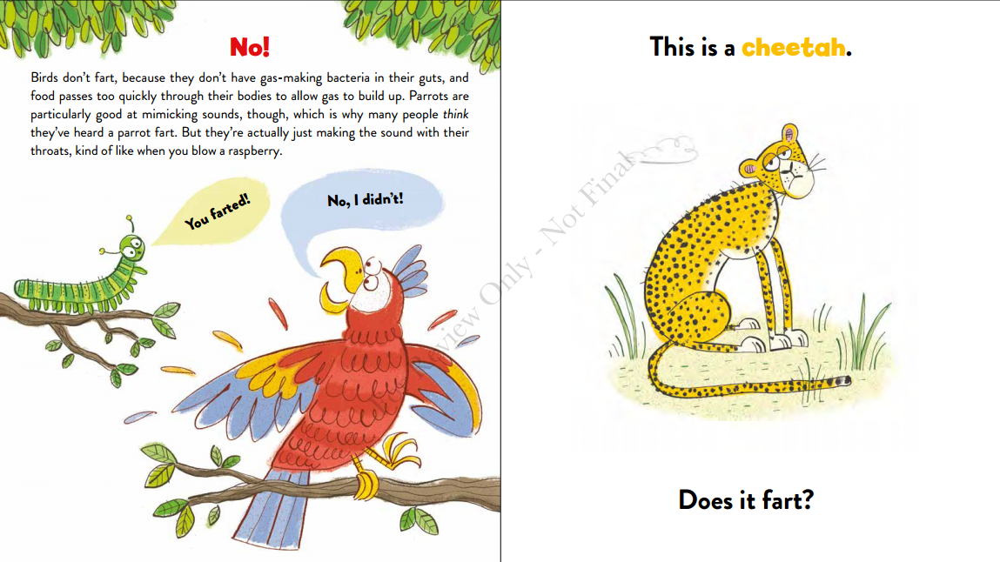 No!
Birds don’t fart, because they don’t have gas-making bacteria in their guts, and
food passes too quickly through their bodies to allow gas to build up. Parrots are
particularly good at mimicking sounds, though, which is why many people think
they’ve heard a parrot fart. But they’re actually just making the sound with their
throats, kind of like when you blow a raspberry.
You farted!
No, I didn’t!
This is a cheetah.
Does it fart?
eview Only - Not Final